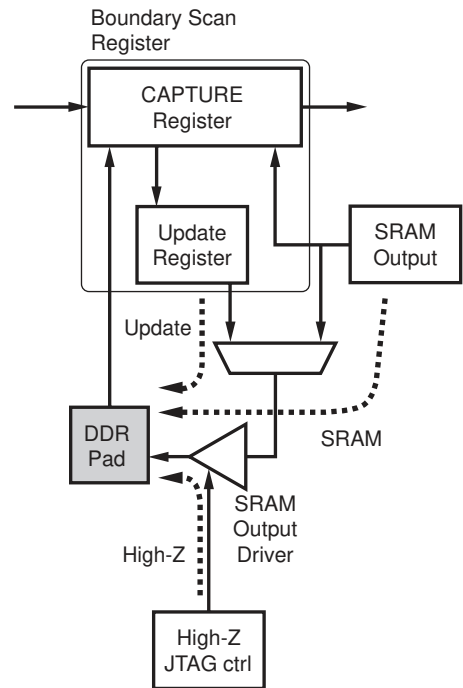 Boundary Scan
Register
CAPTURE
Register
Update
Register
SRAM
Output
Update
DDR
Pad
SRAM
SRAM
Output
Driver
High-Z
High-Z
JTAG ctrl